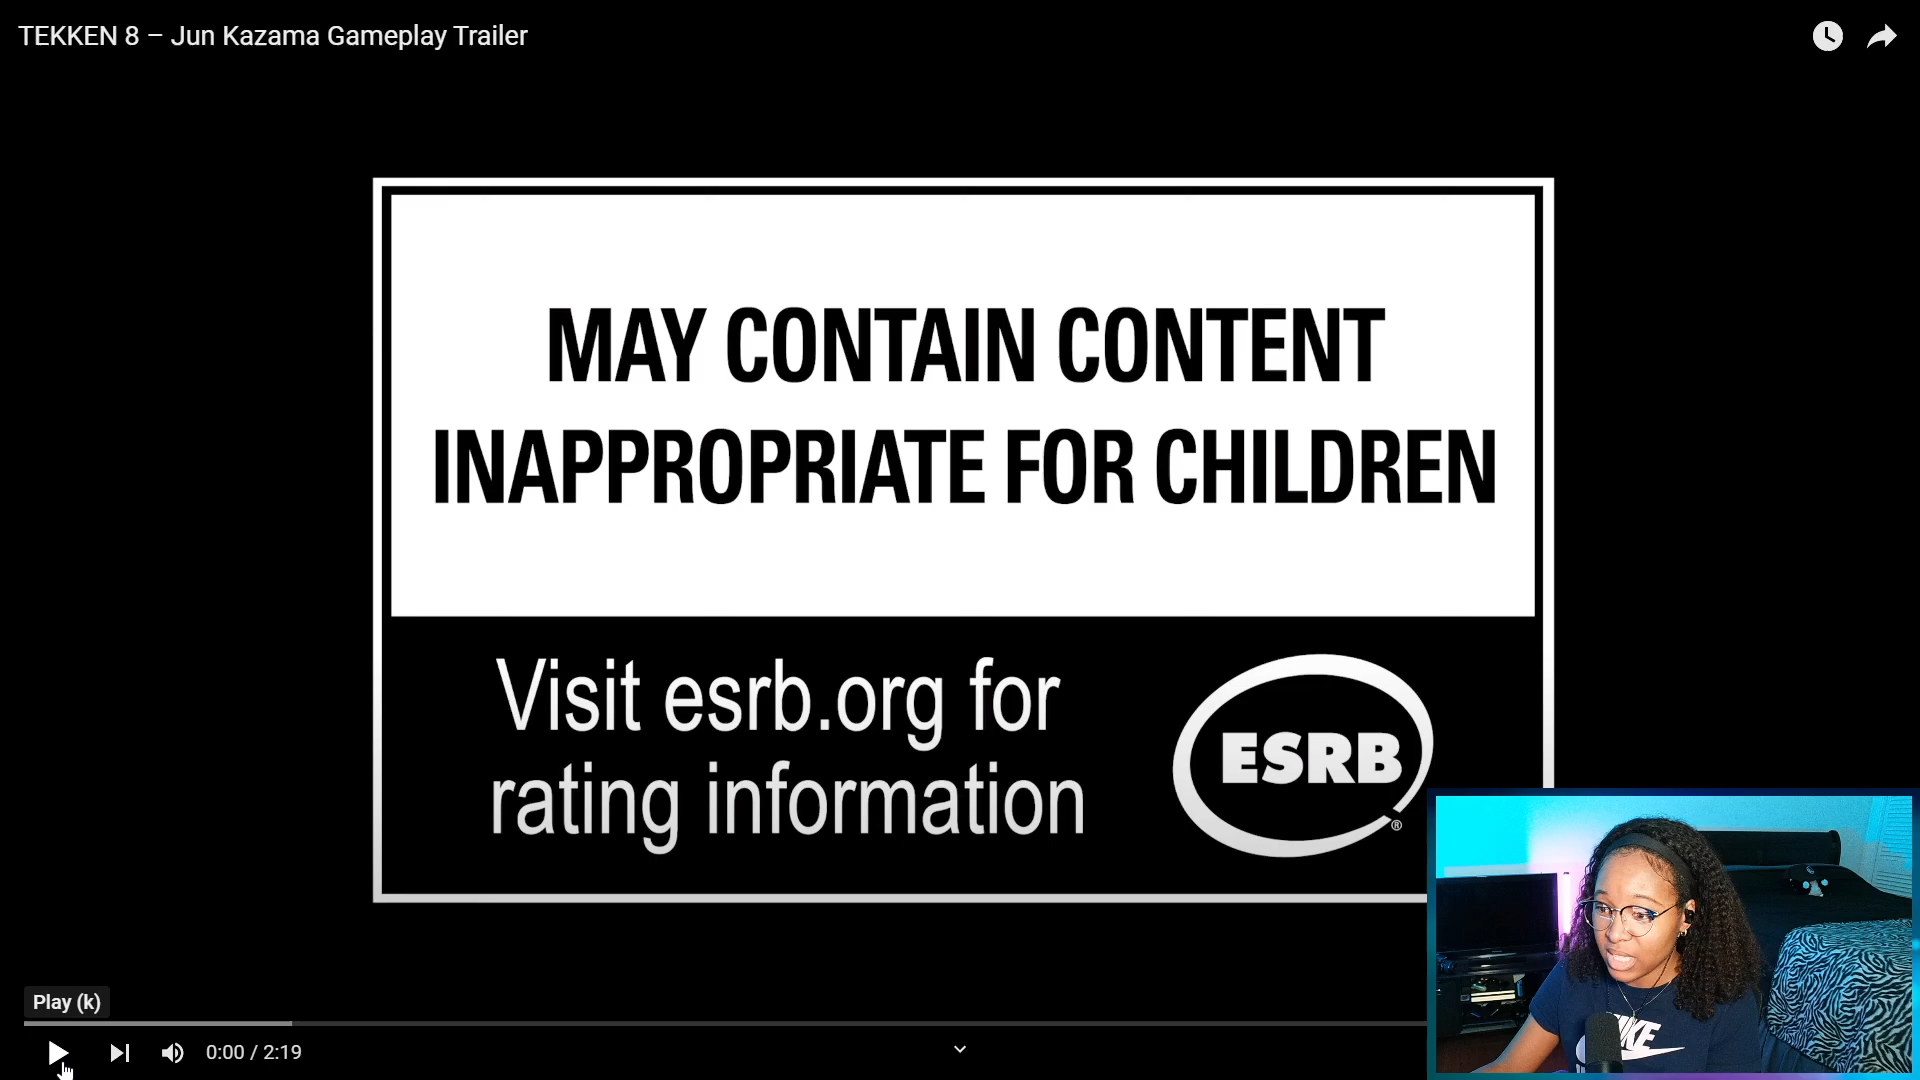 TEKKEN 8 – Jun Kazama Gameplay Trailer
MAY CONTAIN CONTENT
INAPPROPRIATE FOR CHILDREN
Visit esrb.org for
rating information
ESRB
®
Play (k)
0:00 / 2:19